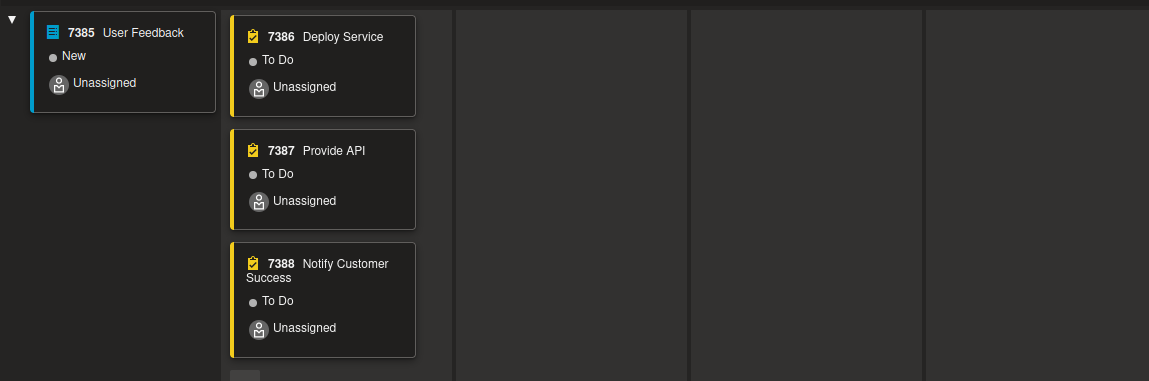 7385 User Feedback
New
Unassigned
7386 Deploy Service
To Do
Unassigned
7387 Provide API
To Do
Unassigned
7388 Notify Customer
Success
To Do
Unassigned